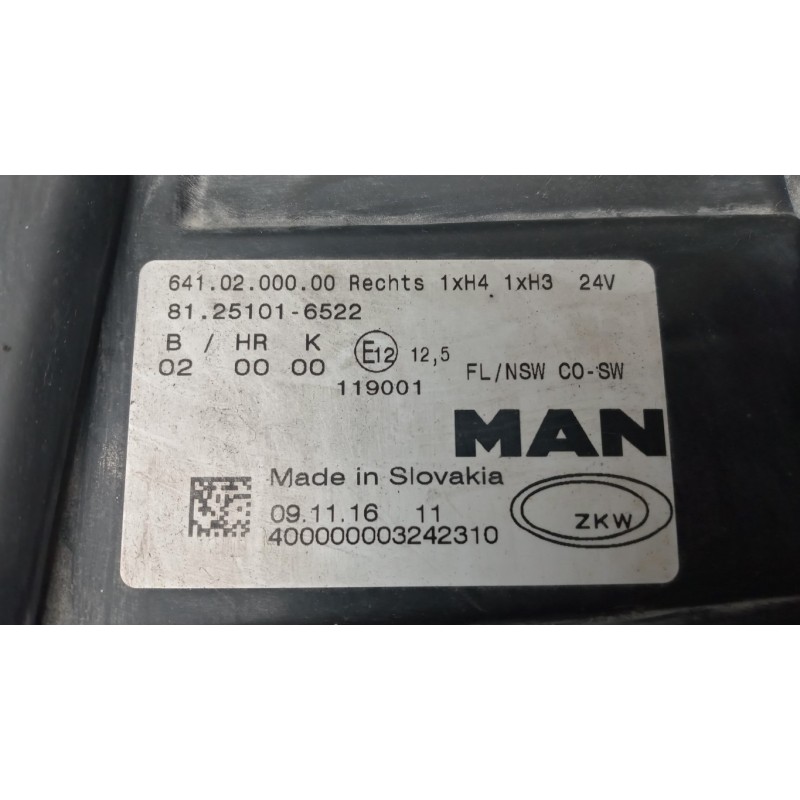 641.02.000.00 Rechts 1xH4 1xH3 24V
81.25101-6522
B / HR K
02 00 00
E12 12,5
119001
FL/NSW CO-SW
MAN
Made in Slovakia
09.11.16 11
400000003242310
ZKW